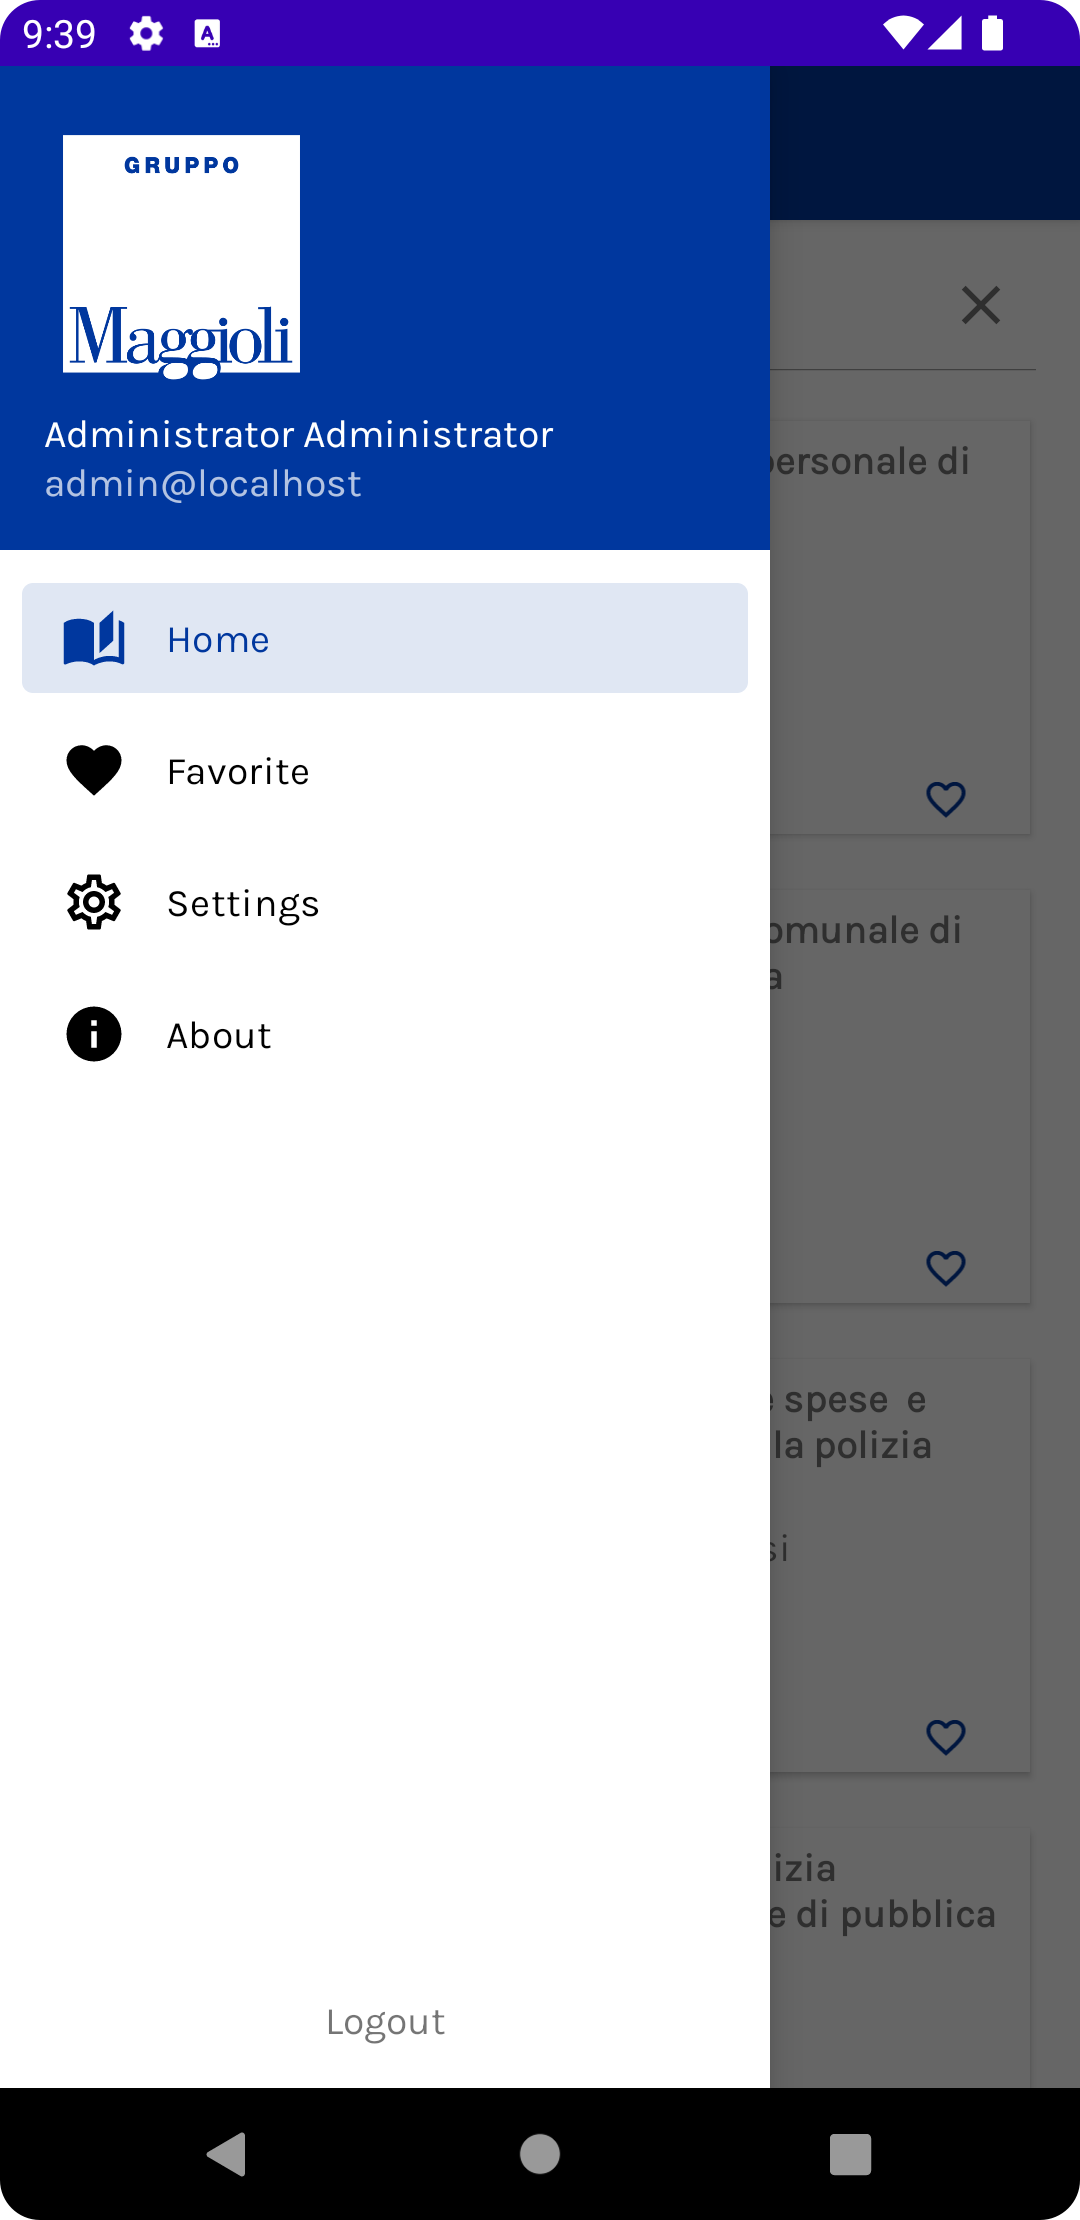 9:39
GRUPPO
Maggioli
Administrator Administrator
admin@localhost
Home
Favorite
Settings
About
Logout
personale di
omunale di
a
e spese e
la polizia
si
izia
e di pubblica